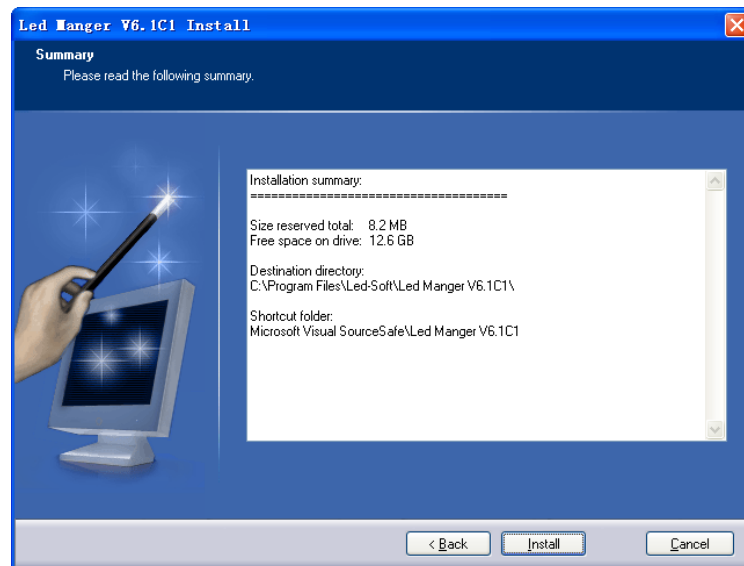 Led Manger V6.1C1 Install
Summary
Please read the following summary.
Installation summary:
=====================================
Size reserved total: 8.2 MB
Free space on drive: 12.6 GB
Destination directory:
C:\Program Files\Led-Soft\Led Manger V6.1C1\
Shortcut folder:
Microsoft Visual SourceSafe\Led Manger V6.1C1
< Back
Install
Cancel